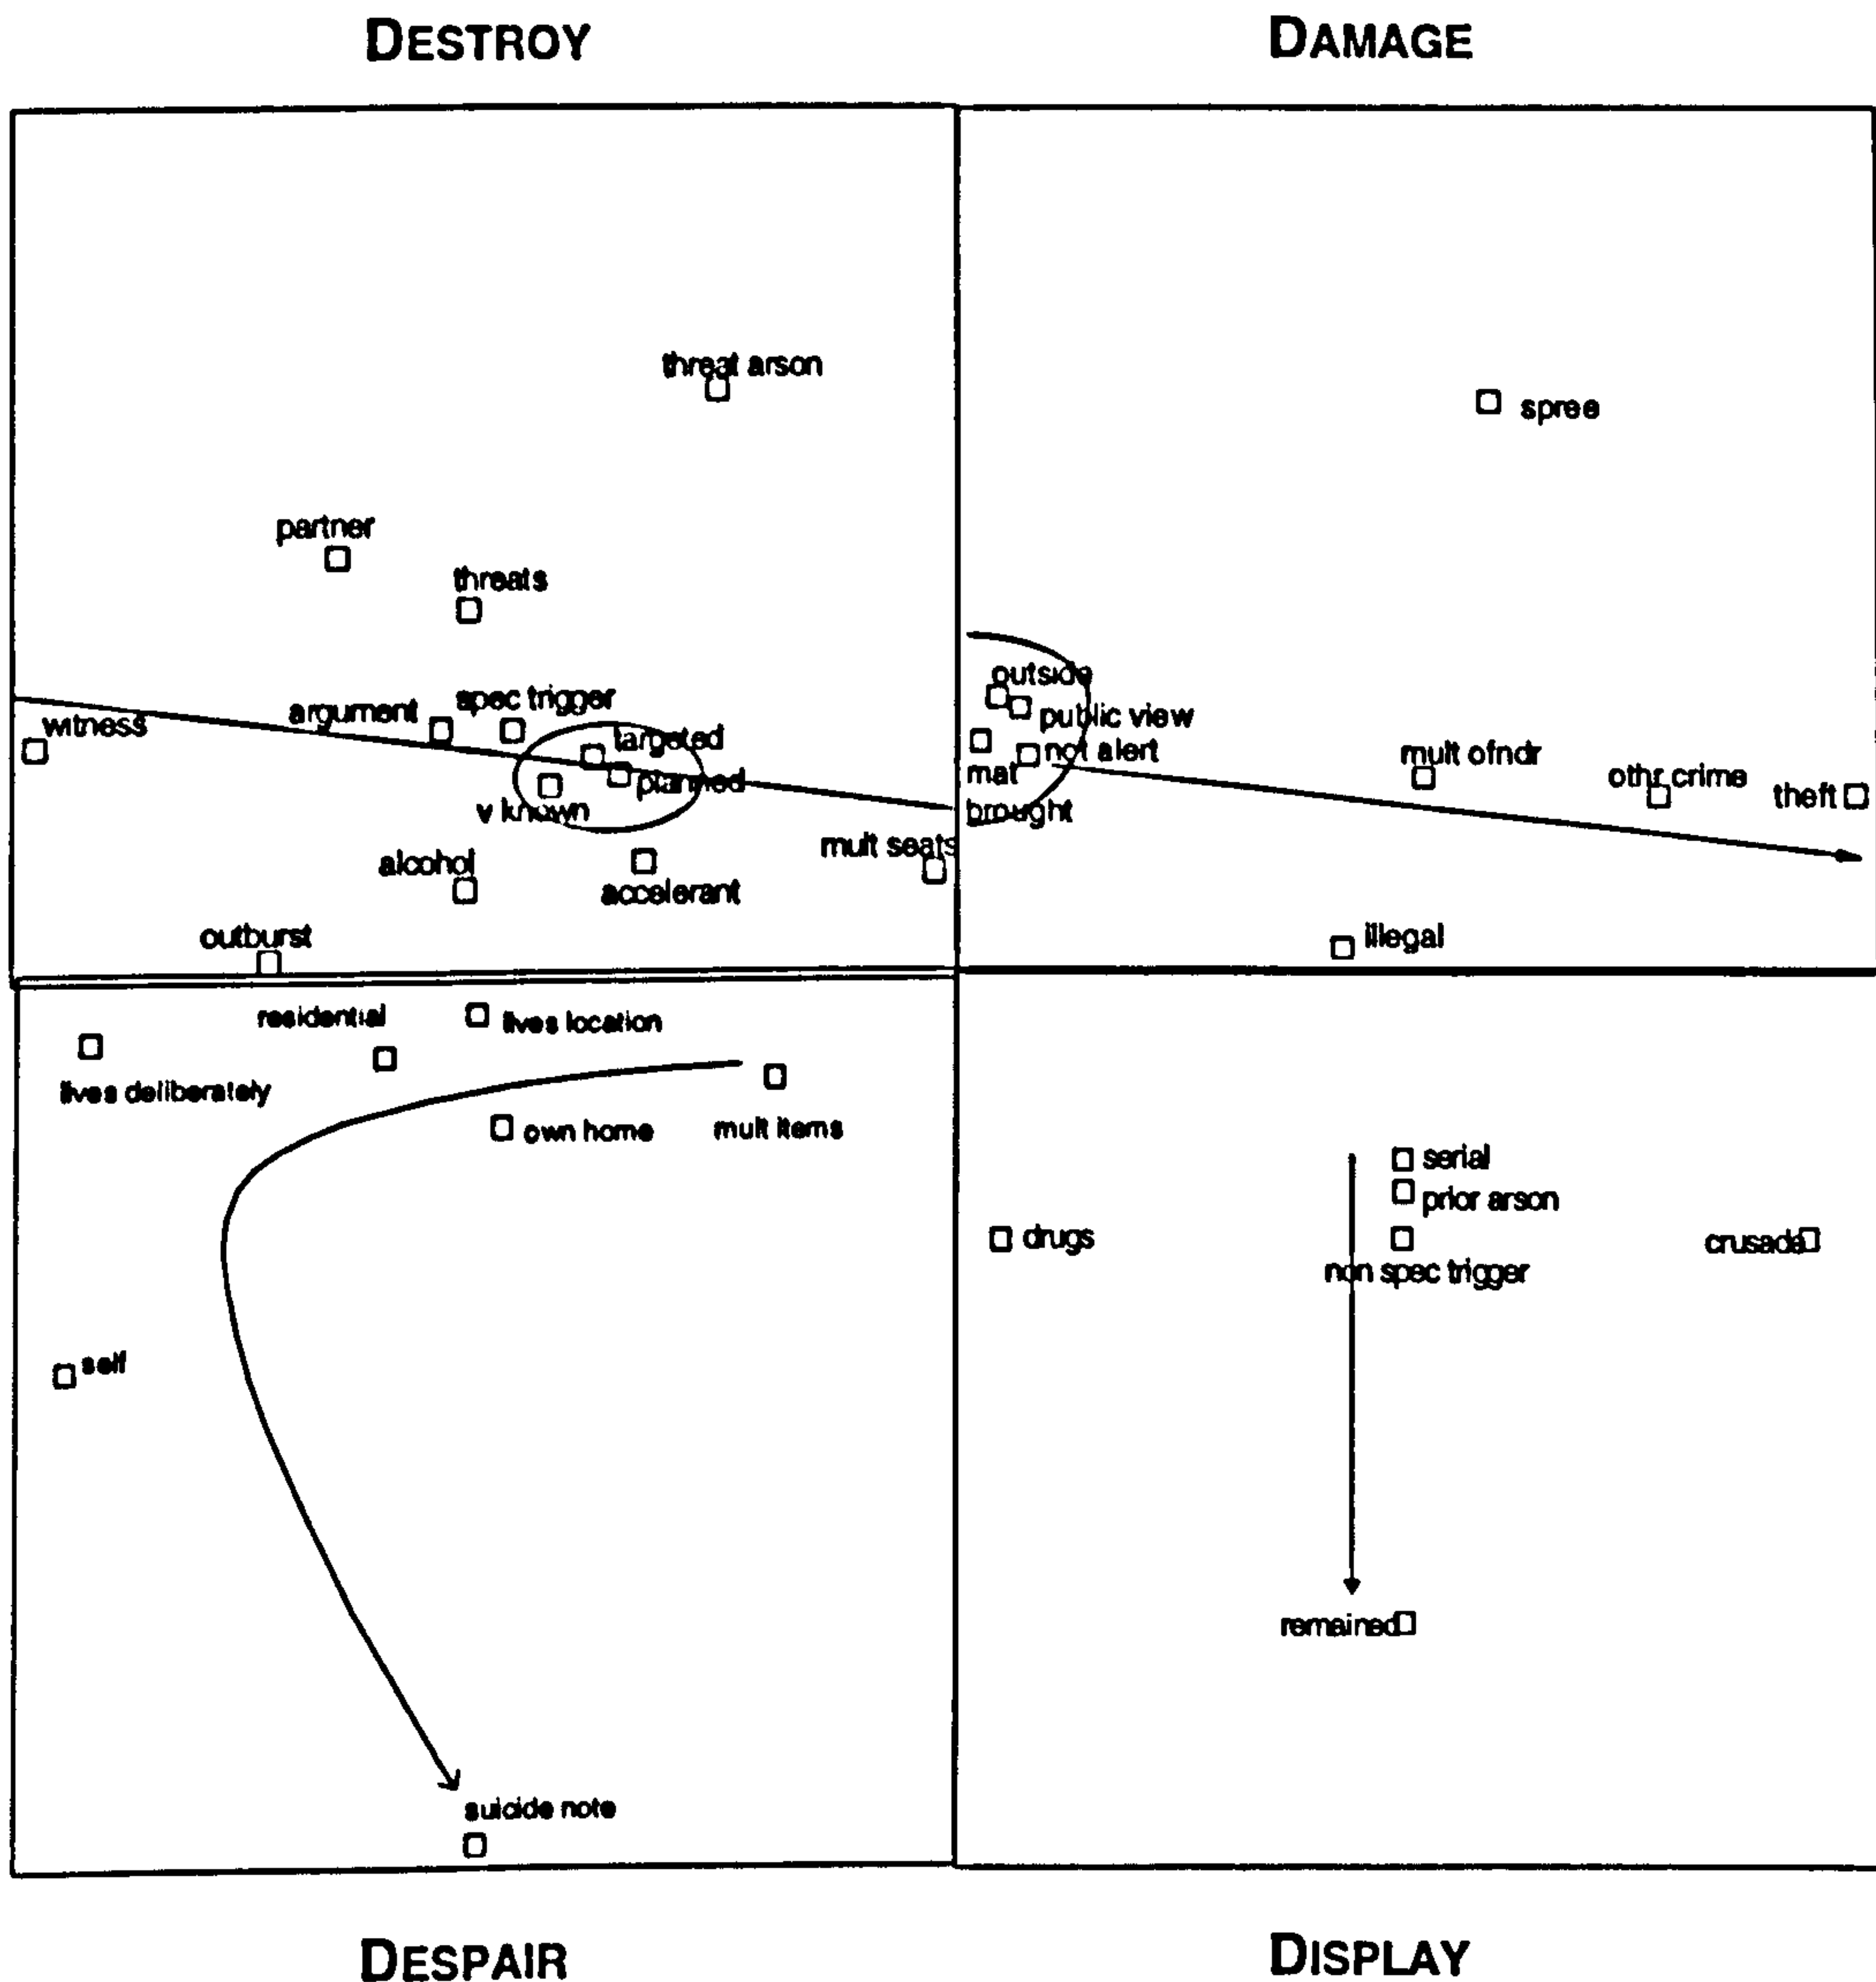 DESTROY
DAMAGE
threat arson
spree
partner
threats
outside
spec trigger
argument
witness
public view
targeted
not alert
mat
brought
planned
v known
mult ofndr
othr crime
theft
mult seats
alcohol
accelerant
outburst
illegal
residential
lives location
lives deliberately
own home
mult items
serial
prior arson
drugs
crusade
non spec trigger
self
remained
suicide note
DESPAIR
DISPLAY